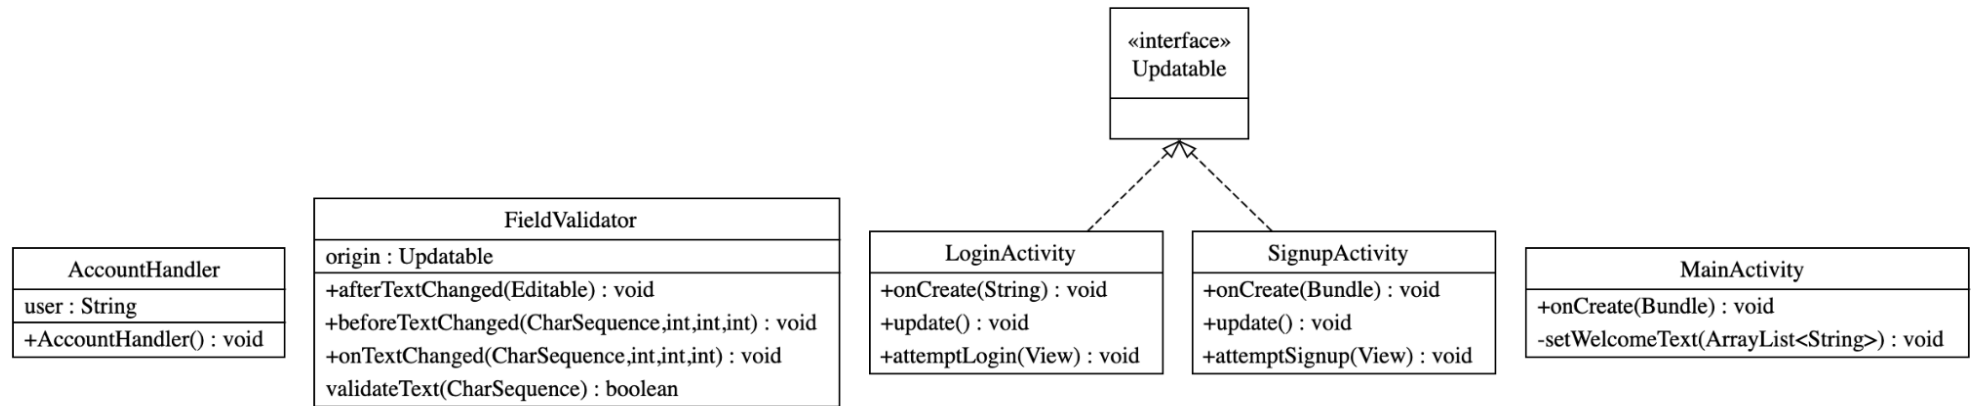 «interface»
Updatable
AccountHandler
user : String
+AccountHandler() : void
FieldValidator
origin : Updatable
+afterTextChanged(Editable) : void
+beforeTextChanged(CharSequence,int,int,int) : void
+onTextChanged(CharSequence,int,int,int) : void
validateText(CharSequence) : boolean
LoginActivity
+onCreate(String) : void
+update() : void
+attemptLogin(View) : void
SignupActivity
+onCreate(Bundle) : void
+update() : void
+attemptSignup(View) : void
MainActivity
+onCreate(Bundle) : void
-setWelcomeText(ArrayList<String>) : void